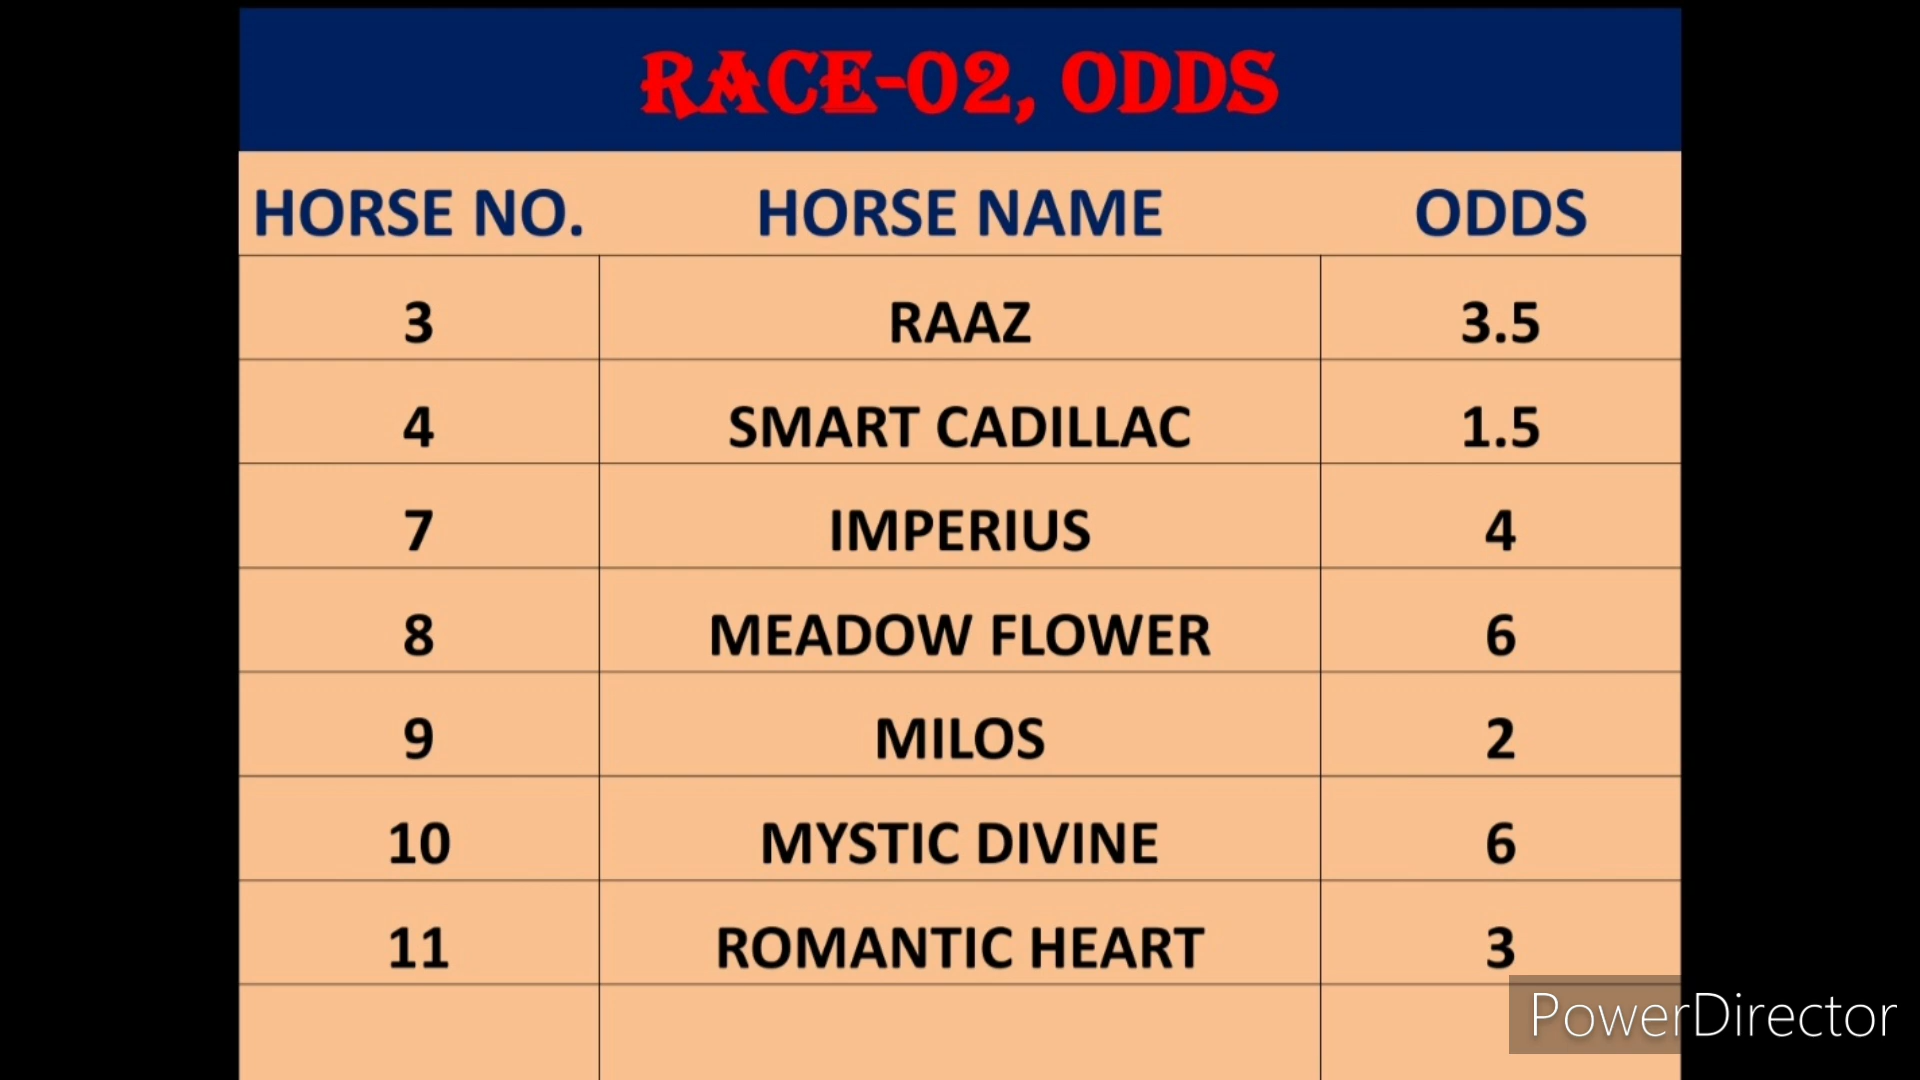 RACE-02, ODDS
HORSE NO. HORSE NAME ODDS
3 RAAZ 3.5
4 SMART CADILLAC 1.5
7 IMPERIUS 4
8 MEADOW FLOWER 6
9 MILOS 2
10 MYSTIC DIVINE 6
11 ROMANTIC HEART 3
PowerDirector